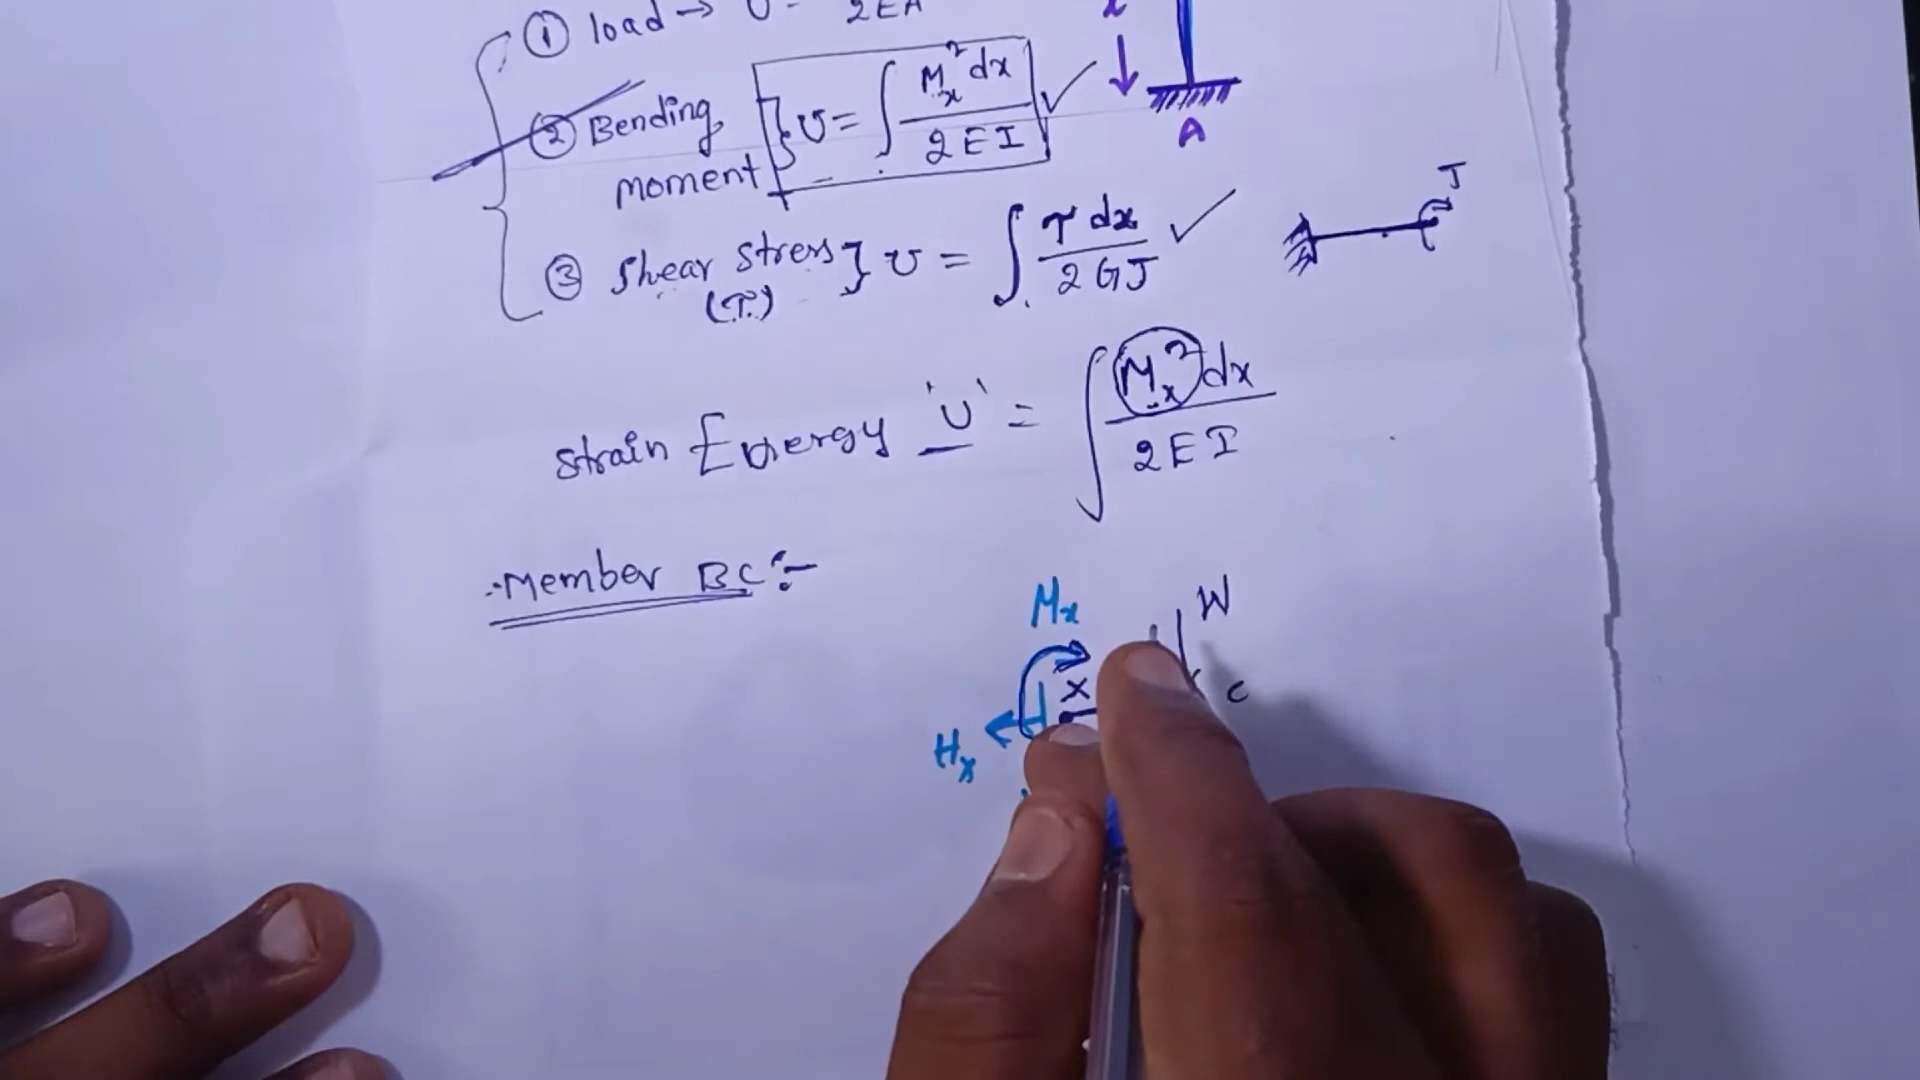 ① load → U = 2EA
② Bending moment } U = ∫ Mx² dx / 2EI ✓
x
A
③ Shear stress (τ) } U = ∫ τ dx / 2GJ ✓
J
Strain Energy 'U' = ∫ Mx² dx / 2EI
Member BC :-
Mx
W
x
C
Hx